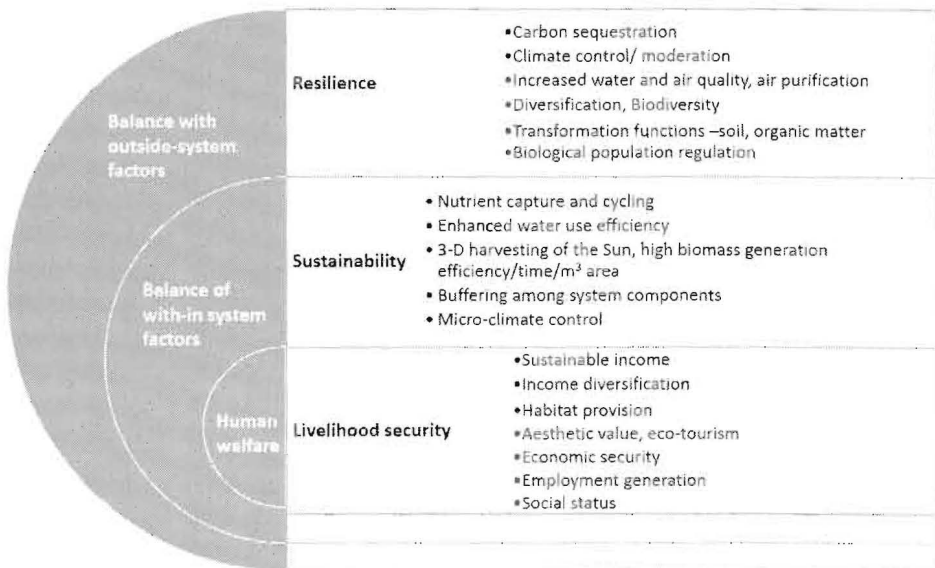 Balance with
outside-system
factors
Resilience
•Carbon sequestration
•Climate control/ moderation
•Increased water and air quality, air purification
•Diversification, Biodiversity
•Transformation functions –soil, organic matter
•Biological population regulation
Balance of
with-in system
factors
Sustainability
• Nutrient capture and cycling
• Enhanced water use efficiency
• 3-D harvesting of the Sun, high biomass generation
efficiency/time/m³ area
• Buffering among system components
• Micro-climate control
Human
welfare
Livelihood security
•Sustainable income
•Income diversification
•Habitat provision
•Aesthetic value, eco-tourism
•Economic security
•Employment generation
•Social status